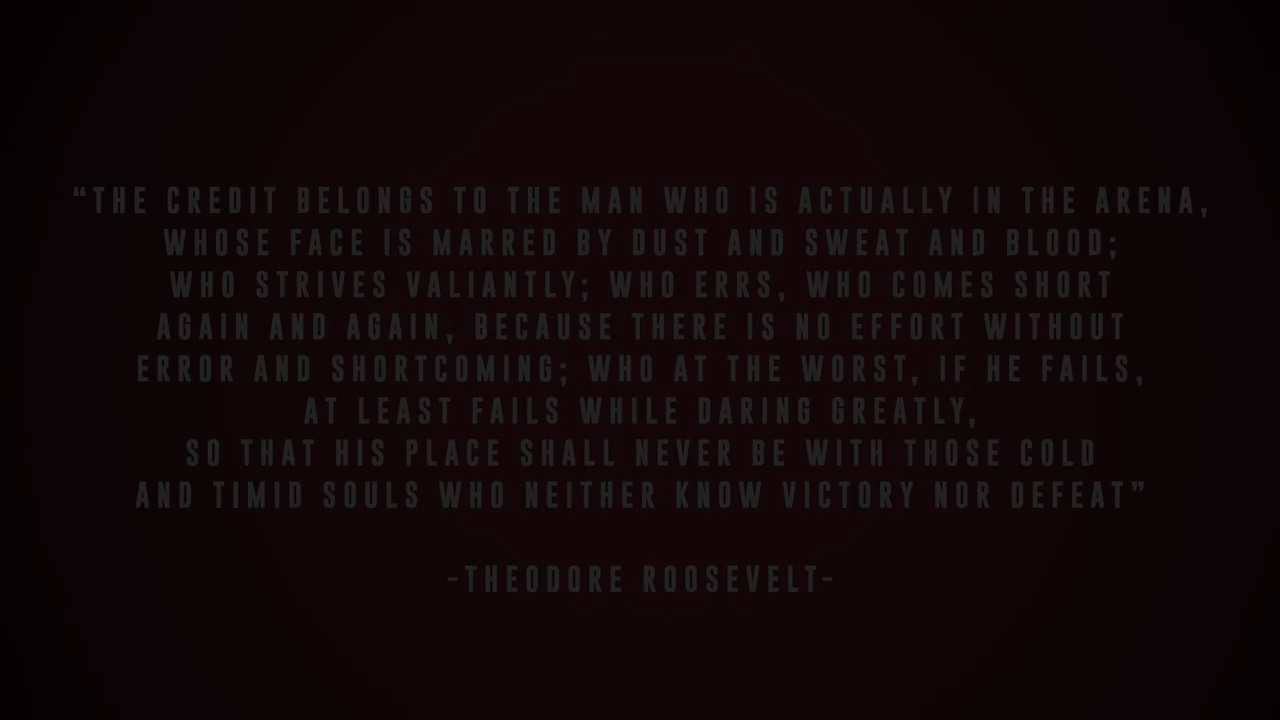 “THE CREDIT BELONGS TO THE MAN WHO IS ACTUALLY IN THE ARENA,
WHOSE FACE IS MARRED BY DUST AND SWEAT AND BLOOD;
WHO STRIVES VALIANTLY; WHO ERRS, WHO COMES SHORT
AGAIN AND AGAIN, BECAUSE THERE IS NO EFFORT WITHOUT
ERROR AND SHORTCOMING; WHO AT THE WORST, IF HE FAILS,
AT LEAST FAILS WHILE DARING GREATLY,
SO THAT HIS PLACE SHALL NEVER BE WITH THOSE COLD
AND TIMID SOULS WHO NEITHER KNOW VICTORY NOR DEFEAT”
-THEODORE ROOSEVELT-